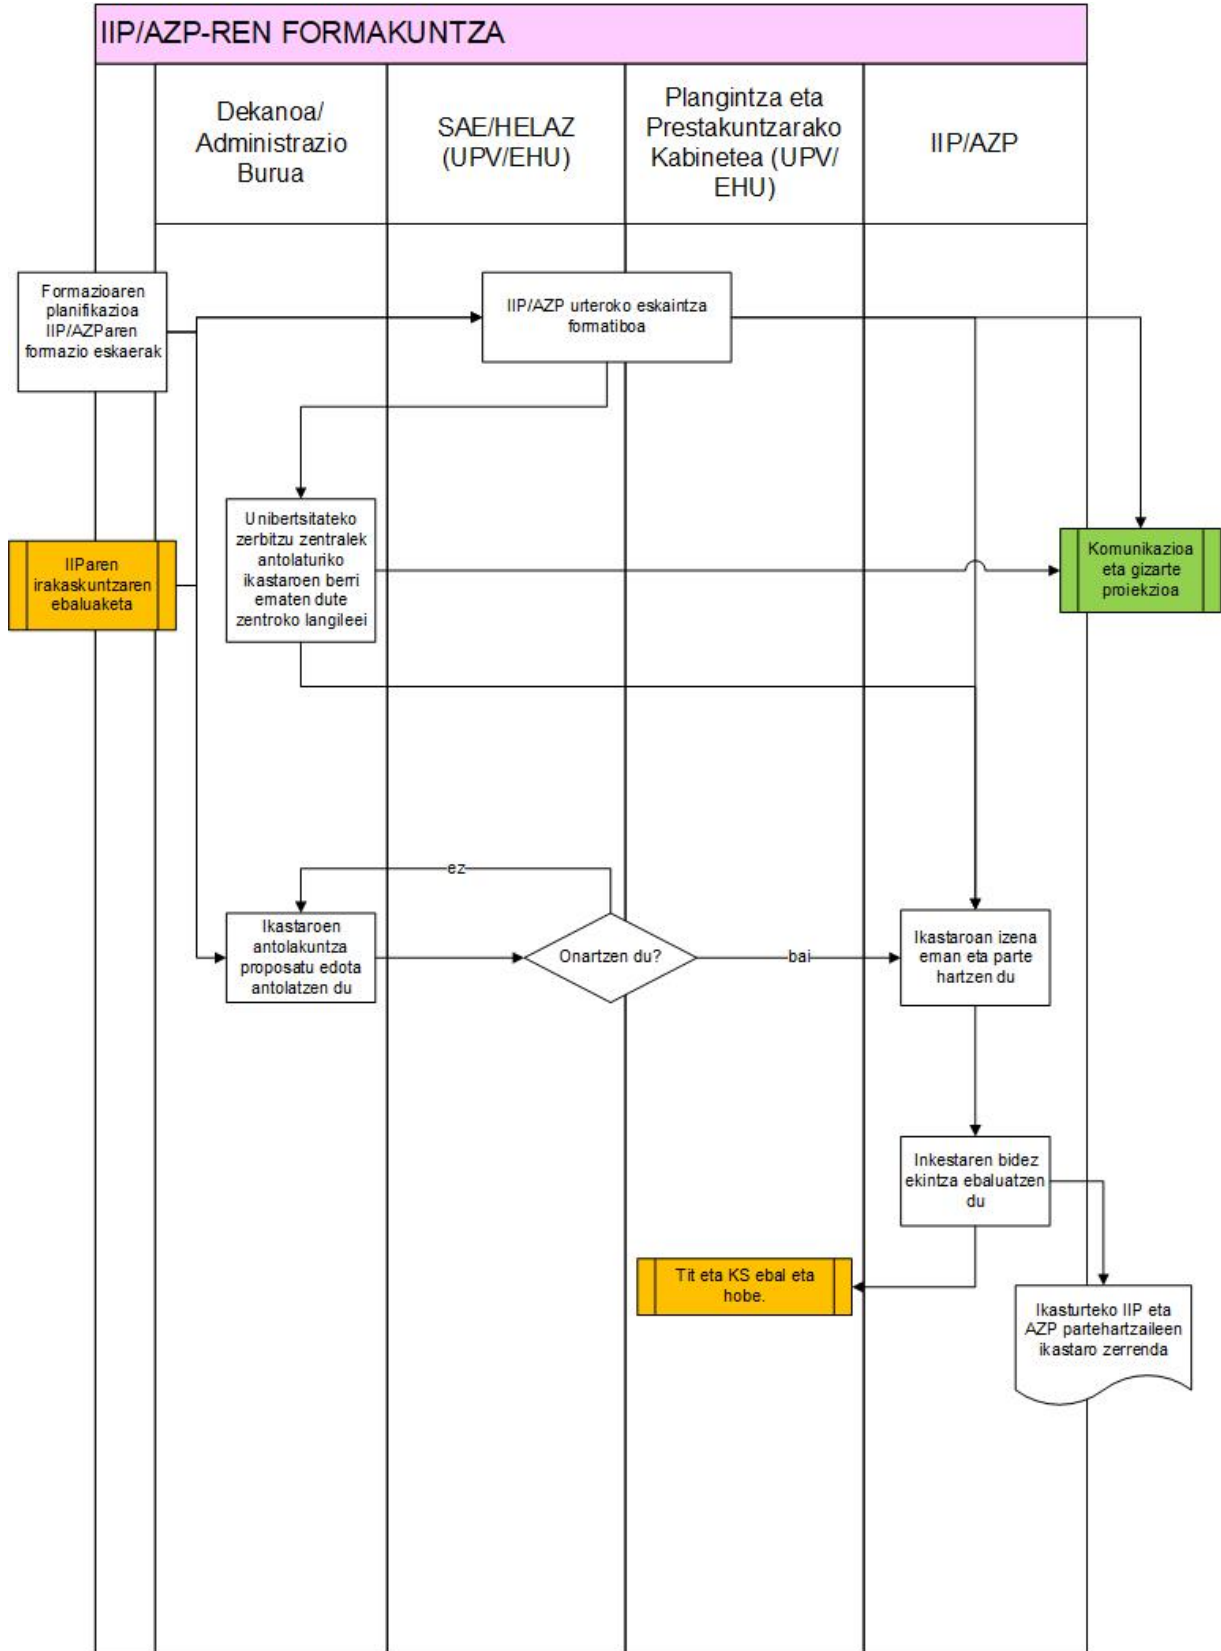 IIP/AZP-REN FORMAKUNTZA
Dekanoa/
Administrazio
Burua
SAE/HELAZ
(UPV/EHU)
Plangintza eta
Prestakuntzarako
Kabinetea (UPV/
EHU)
IIP/AZP
Formazioaren
planifikazioa
IIP/AZParen
formazio eskaerak
IIP/AZP urteroko eskaintza
formatiboa
Unibertsitateko
zerbitzu zentralek
antolaturiko
ikastaroen berri
ematen dute
zentroko langileei
IIParen
irakaskuntzaren
ebaluaketa
Komunikazioa
eta gizarte
proiekzioa
ez
Ikastaroen
antolakuntza
proposatu edota
antolatzen du
Onartzen du?
bai
Ikastaroan izena
eman eta parte
hartzen du
Inkestaren bidez
ekintza ebaluatzen
du
Tit eta KS ebal eta
hobe.
Ikasturteko IIP eta
AZP partehartzaileen
ikastaro zerrenda